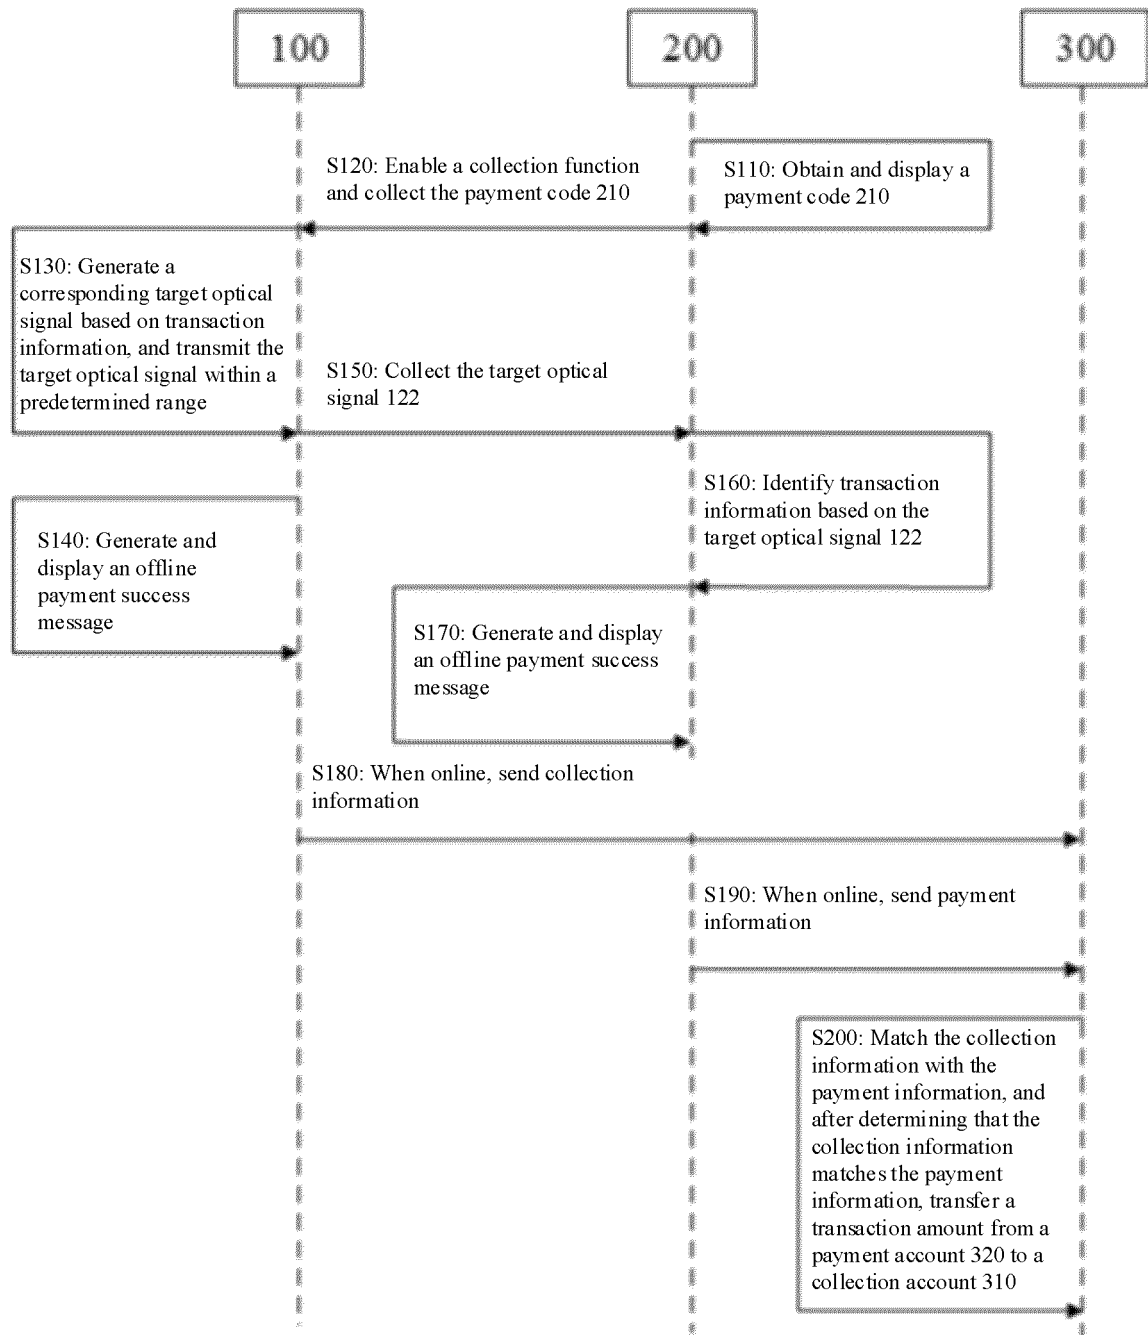 100
200
300
S120: Enable a collection function
and collect the payment code 210
S110: Obtain and display a
payment code 210
S130: Generate a
corresponding target optical
signal based on transaction
information, and transmit the
target optical signal within a
predetermined range
S150: Collect the target optical
signal 122
S160: Identify transaction
information based on the
target optical signal 122
S140: Generate and
display an offline
payment success
message
S170: Generate and display
an offline payment success
message
S180: When online, send collection
information
S190: When online, send payment
information
S200: Match the collection
information with the
payment information, and
after determining that the
collection information
matches the payment
information, transfer a
transaction amount from a
payment account 320 to a
collection account 310